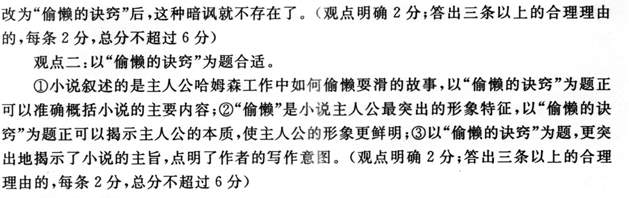 改为“偷懒的诀窍”后,这种暗讽就不存在了。(观点明确2分;答出三条以上的合理理由
的,每条2分,总分不超过6分)
观点二:以“偷懒的诀窍”为题合适。
①小说叙述的是主人公哈姆森工作中如何偷懒耍滑的故事,以“偷懒的诀窍”为题正
可以准确概括小说的主要内容;②“偷懒”是小说主人公最突出的形象特征,以“偷懒的诀
窍”为题正可以揭示主人公的本质,使主人公的形象更鲜明;③以“偷懒的诀窍”为题,更突
出地揭示了小说的主旨,点明了作者的写作意图。(观点明确2分;答出三条以上的合理
理由的,每条2分,总分不超过6分)